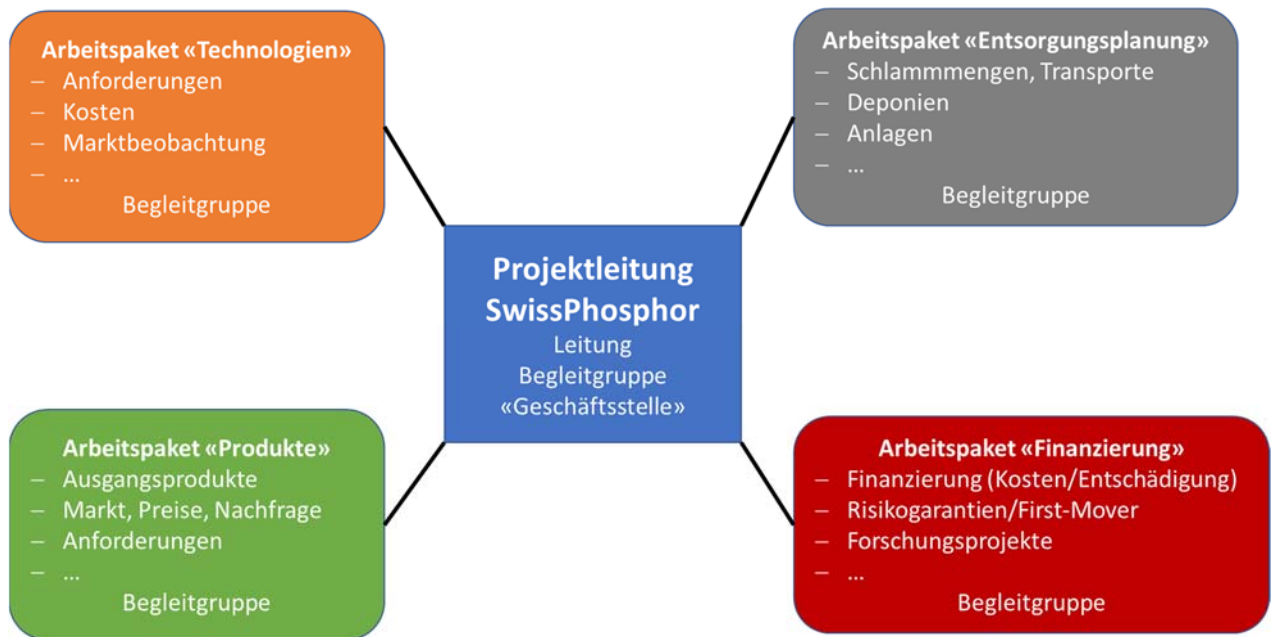 Arbeitspaket «Technologien»
– Anforderungen
– Kosten
– Marktbeobachtung
– ...
Begleitgruppe
Arbeitspaket «Entsorgungsplanung»
– Schlammmengen, Transporte
– Deponien
– Anlagen
– ...
Begleitgruppe
Projektleitung
SwissPhosphor
Leitung
Begleitgruppe
«Geschäftsstelle»
Arbeitspaket «Produkte»
– Ausgangsprodukte
– Markt, Preise, Nachfrage
– Anforderungen
– ...
Begleitgruppe
Arbeitspaket «Finanzierung»
– Finanzierung (Kosten/Entschädigung)
– Risikogarantien/First-Mover
– Forschungsprojekte
– ...
Begleitgruppe